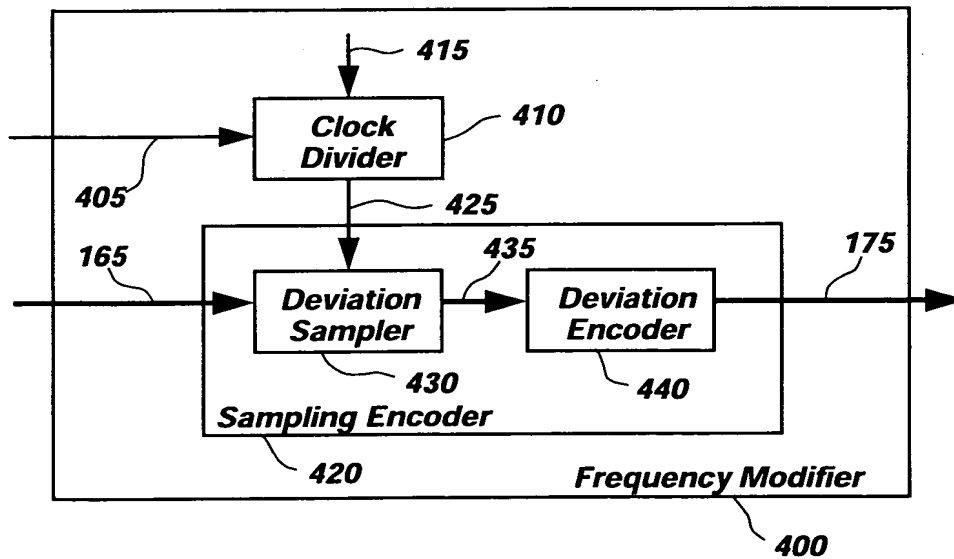 415
Clock
Divider
410
405
425
165
435
175
Deviation
Sampler
Deviation
Encoder
430
440
Sampling Encoder
420
Frequency Modifier
400